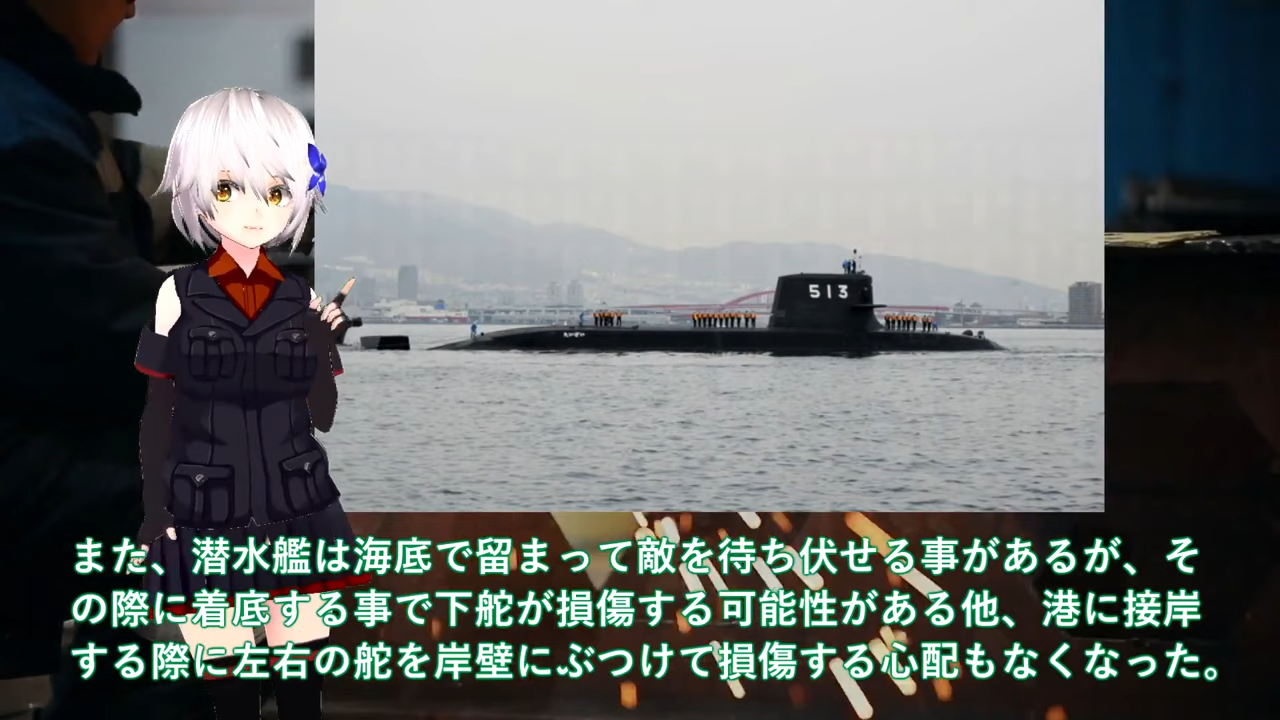 513
また、潜水艦は海底で留まって敵を待ち伏せる事があるが、そ
の際に着底する事で下舵が損傷する可能性がある他、港に接岸
する際に左右の舵を岸壁にぶつけて損傷する心配もなくなった。